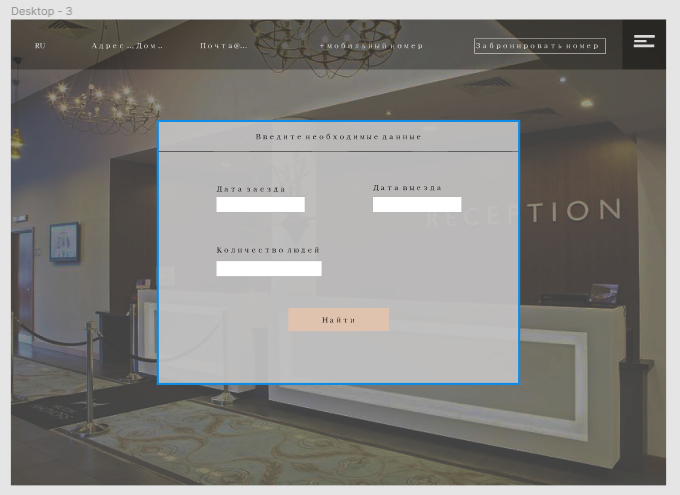 Desktop - 3
RU Адрес...Дом.. Почта@... +мобильный номер Забронировать номер
Введите необходимые данные
Дата заезда Дата выезда
RECEPTION
Количество людей
Найти